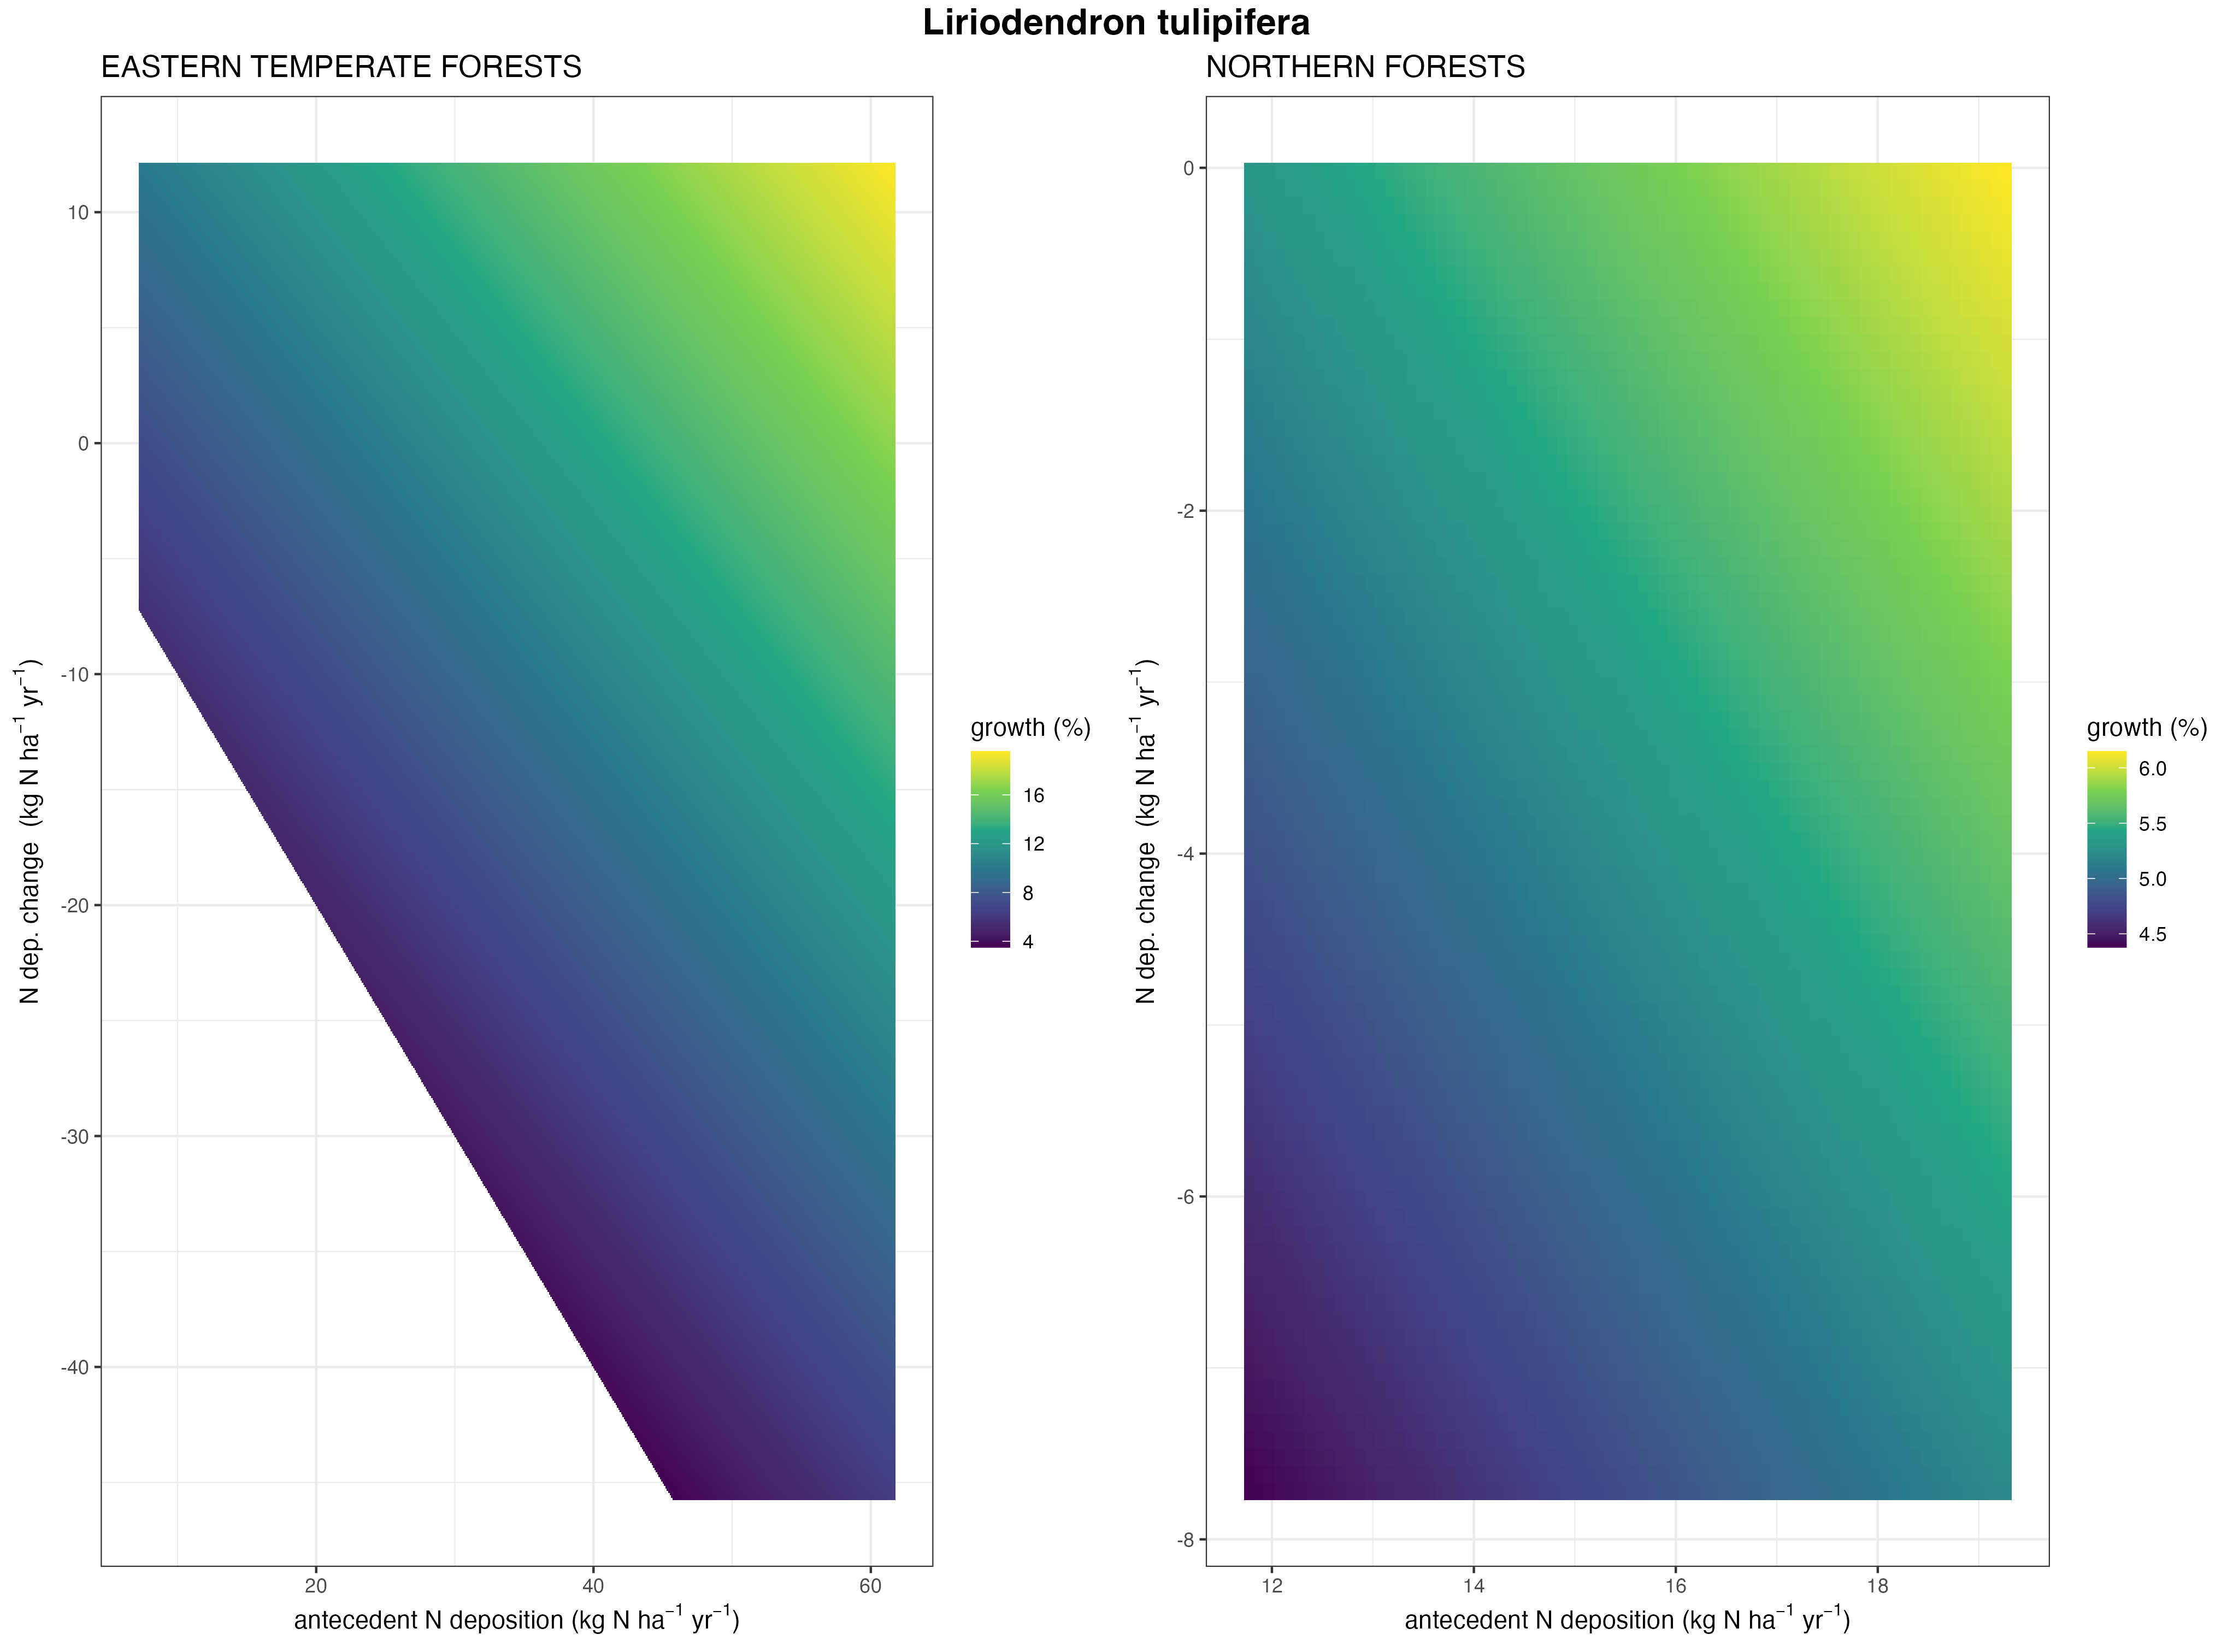 Liriodendron tulipifera
EASTERN TEMPERATE FORESTS
10
0
-10
-20
-30
-40
N dep. change (kg N ha⁻¹ yr⁻¹)
20 40 60
antecedent N deposition (kg N ha⁻¹ yr⁻¹)
growth (%)
16
12
8
4
NORTHERN FORESTS
0
-2
-4
-6
-8
N dep. change (kg N ha⁻¹ yr⁻¹)
12 14 16 18
antecedent N deposition (kg N ha⁻¹ yr⁻¹)
growth (%)
6.0
5.5
5.0
4.5